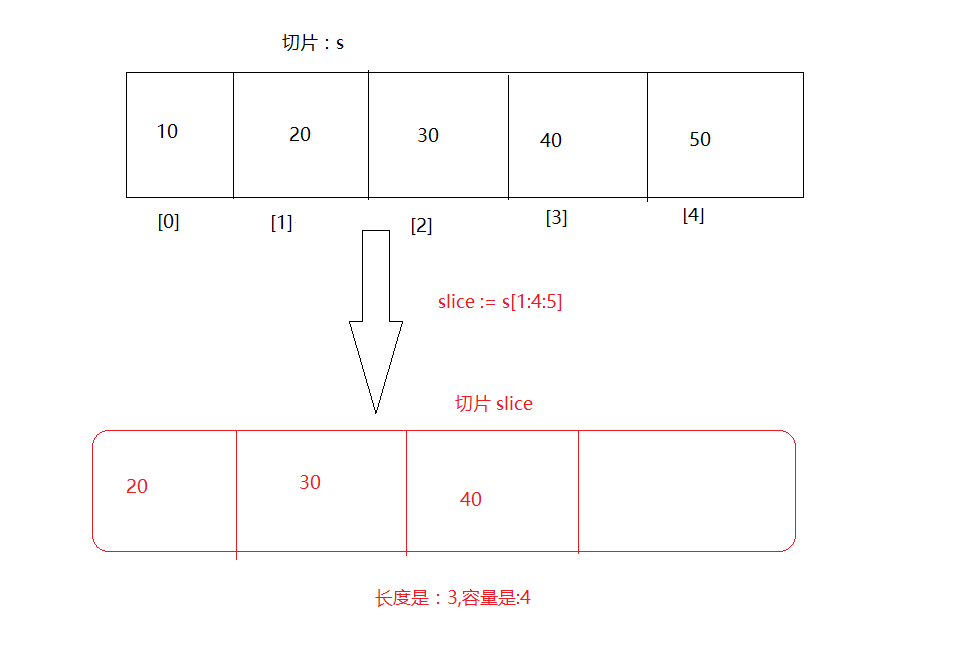 切片：s
10 20 30 40 50
[0] [1] [2] [3] [4]
slice := s[1:4:5]
切片 slice
20 30 40
长度是：3,容量是:4